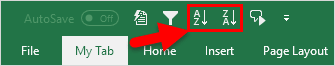 AutoSave Off A Z Z A
File My Tab Home Insert Page Layout